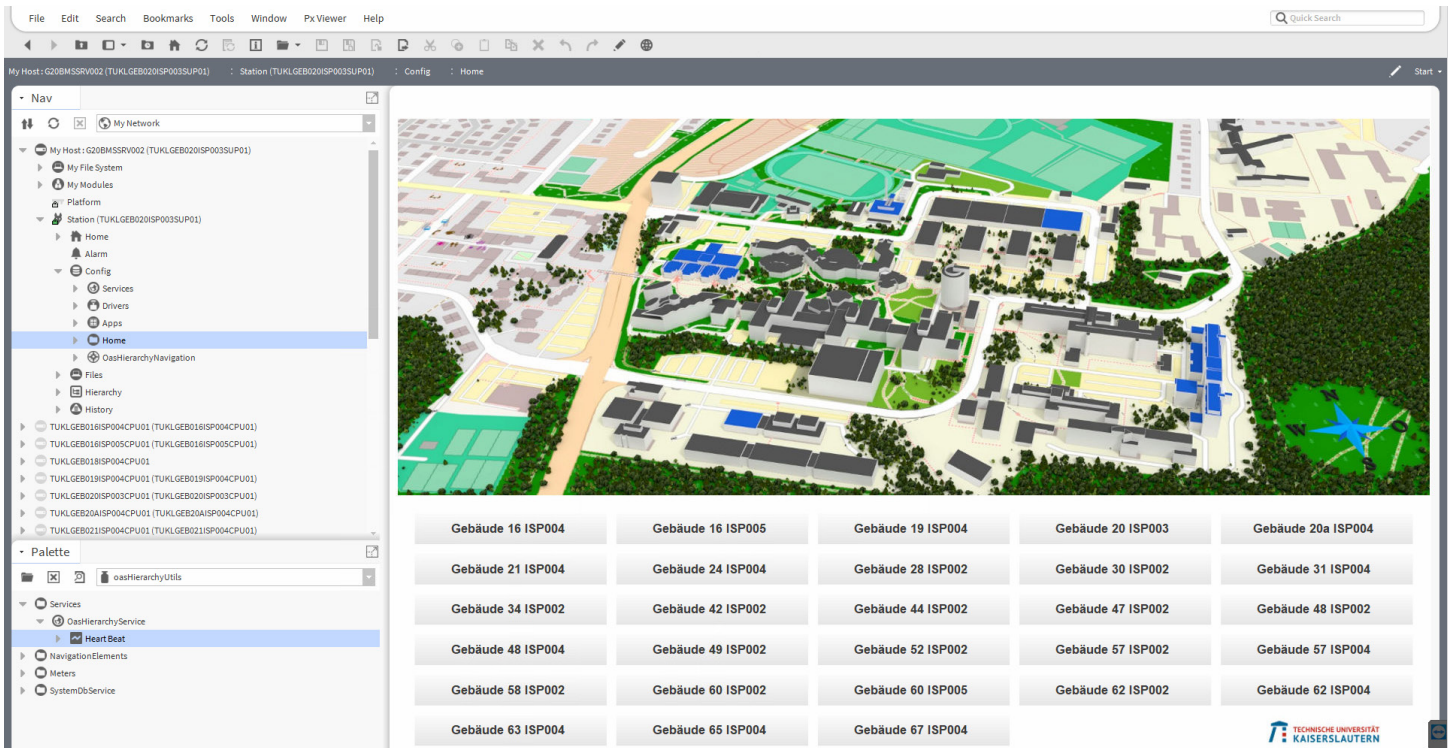 File Edit Search Bookmarks Tools Window Px Viewer Help
Quick Search
My Host : G20BMSSRV002 (TUKLGEB020ISP003SUP01) : Station (TUKLGEB020ISP003SUP01) : Config : Home
Start
Nav
My Network
My Host : G20BMSSRV002 (TUKLGEB020ISP003SUP01)
My File System
My Modules
Platform
Station (TUKLGEB020ISP003SUP01)
Home
Alarm
Config
Services
Drivers
Apps
Home
OasHierarchyNavigation
Files
Hierarchy
History
TUKLGEB016ISP004CPU01 (TUKLGEB016ISP004CPU01)
TUKLGEB016ISP005CPU01 (TUKLGEB016ISP005CPU01)
TUKLGEB018ISP004CPU01
TUKLGEB019ISP004CPU01 (TUKLGEB019ISP004CPU01)
TUKLGEB020ISP003CPU01 (TUKLGEB020ISP003CPU01)
TUKLGEB20AISP004CPU01 (TUKLGEB20AISP004CPU01)
TUKLGEB021ISP004CPU01 (TUKLGEB021ISP004CPU01)
Palette
oasHierarchyUtils
Services
OasHierarchyService
Heart Beat
NavigationElements
Meters
SystemDbService
N
W
O
S
Gebäude 16 ISP004 Gebäude 16 ISP005 Gebäude 19 ISP004 Gebäude 20 ISP003 Gebäude 20a ISP004
Gebäude 21 ISP004 Gebäude 24 ISP004 Gebäude 28 ISP002 Gebäude 30 ISP002 Gebäude 31 ISP004
Gebäude 34 ISP002 Gebäude 42 ISP002 Gebäude 44 ISP002 Gebäude 47 ISP002 Gebäude 48 ISP002
Gebäude 48 ISP004 Gebäude 49 ISP002 Gebäude 52 ISP002 Gebäude 57 ISP002 Gebäude 57 ISP004
Gebäude 58 ISP002 Gebäude 60 ISP002 Gebäude 60 ISP005 Gebäude 62 ISP002 Gebäude 62 ISP004
Gebäude 63 ISP004 Gebäude 65 ISP004 Gebäude 67 ISP004
TECHNISCHE UNIVERSITÄT
KAISERSLAUTERN